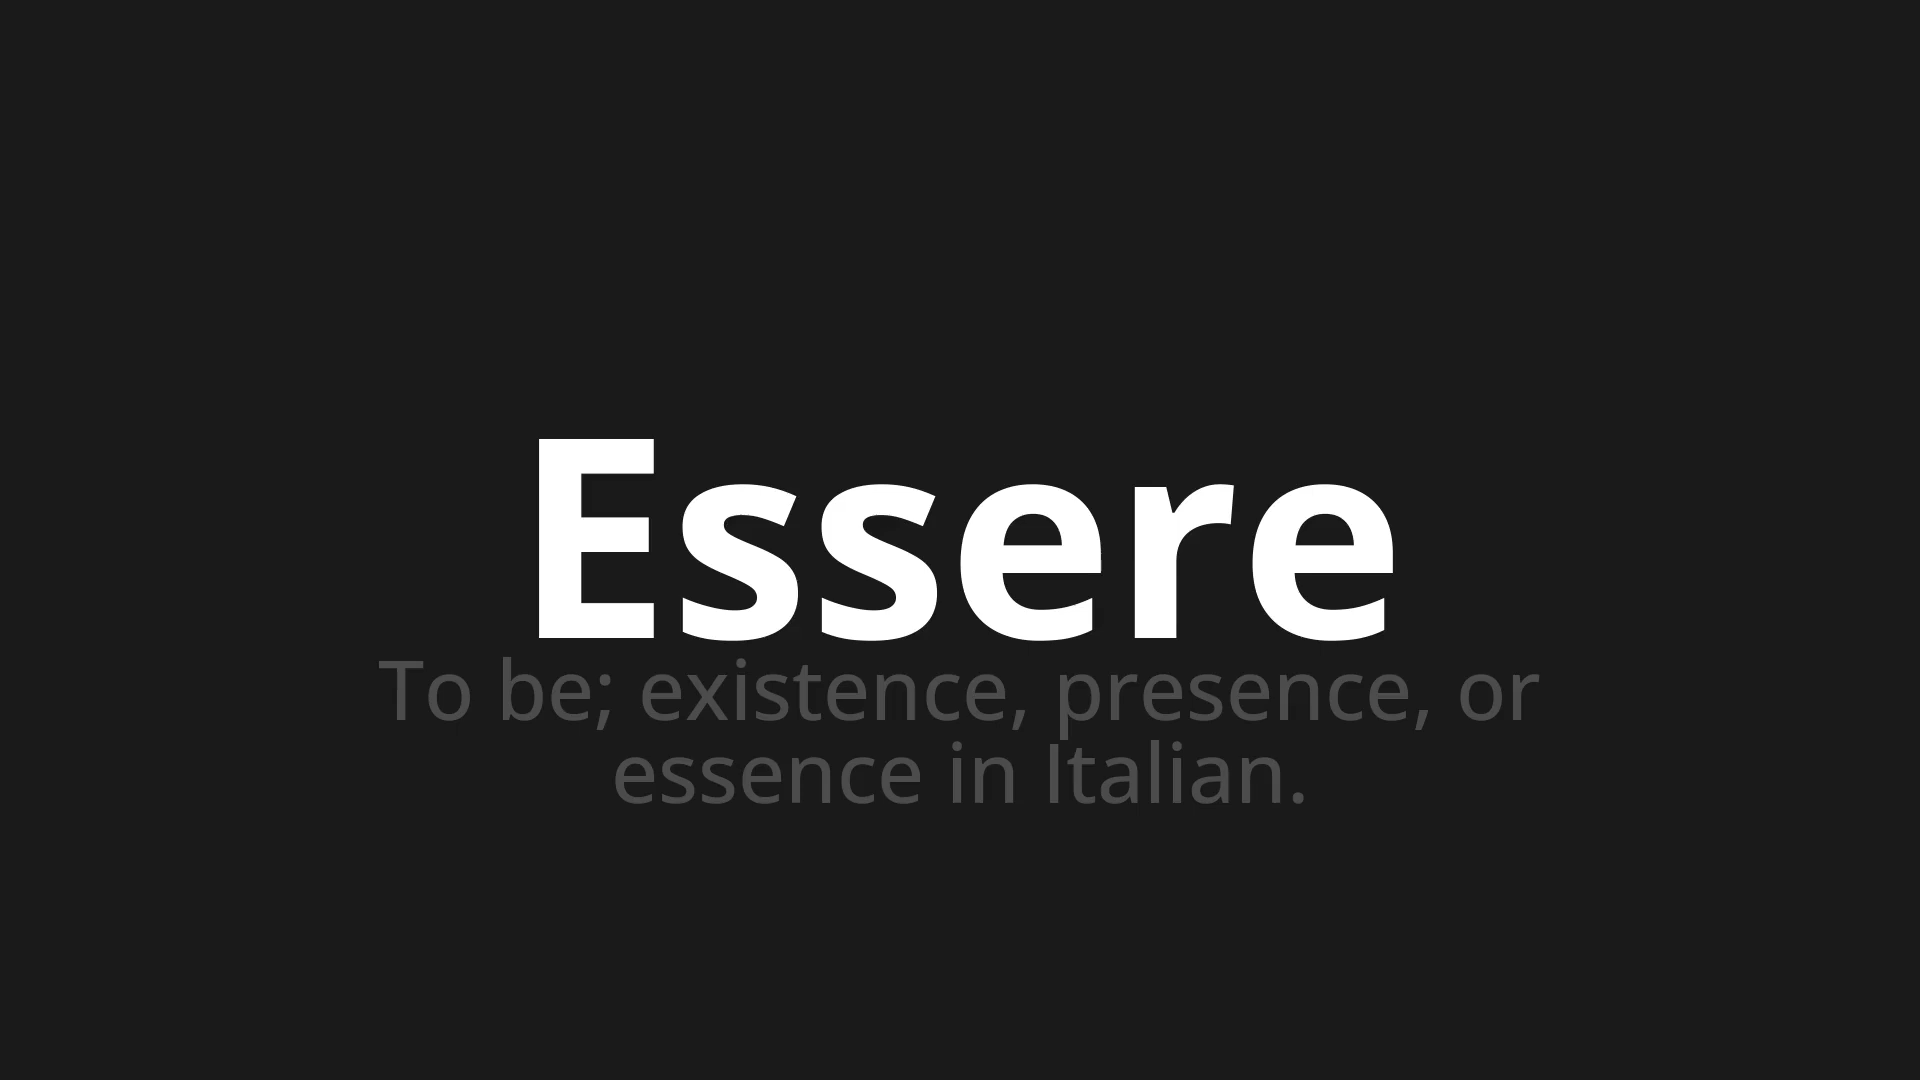 Essere
To be; existence, presence, or
essence in Italian.